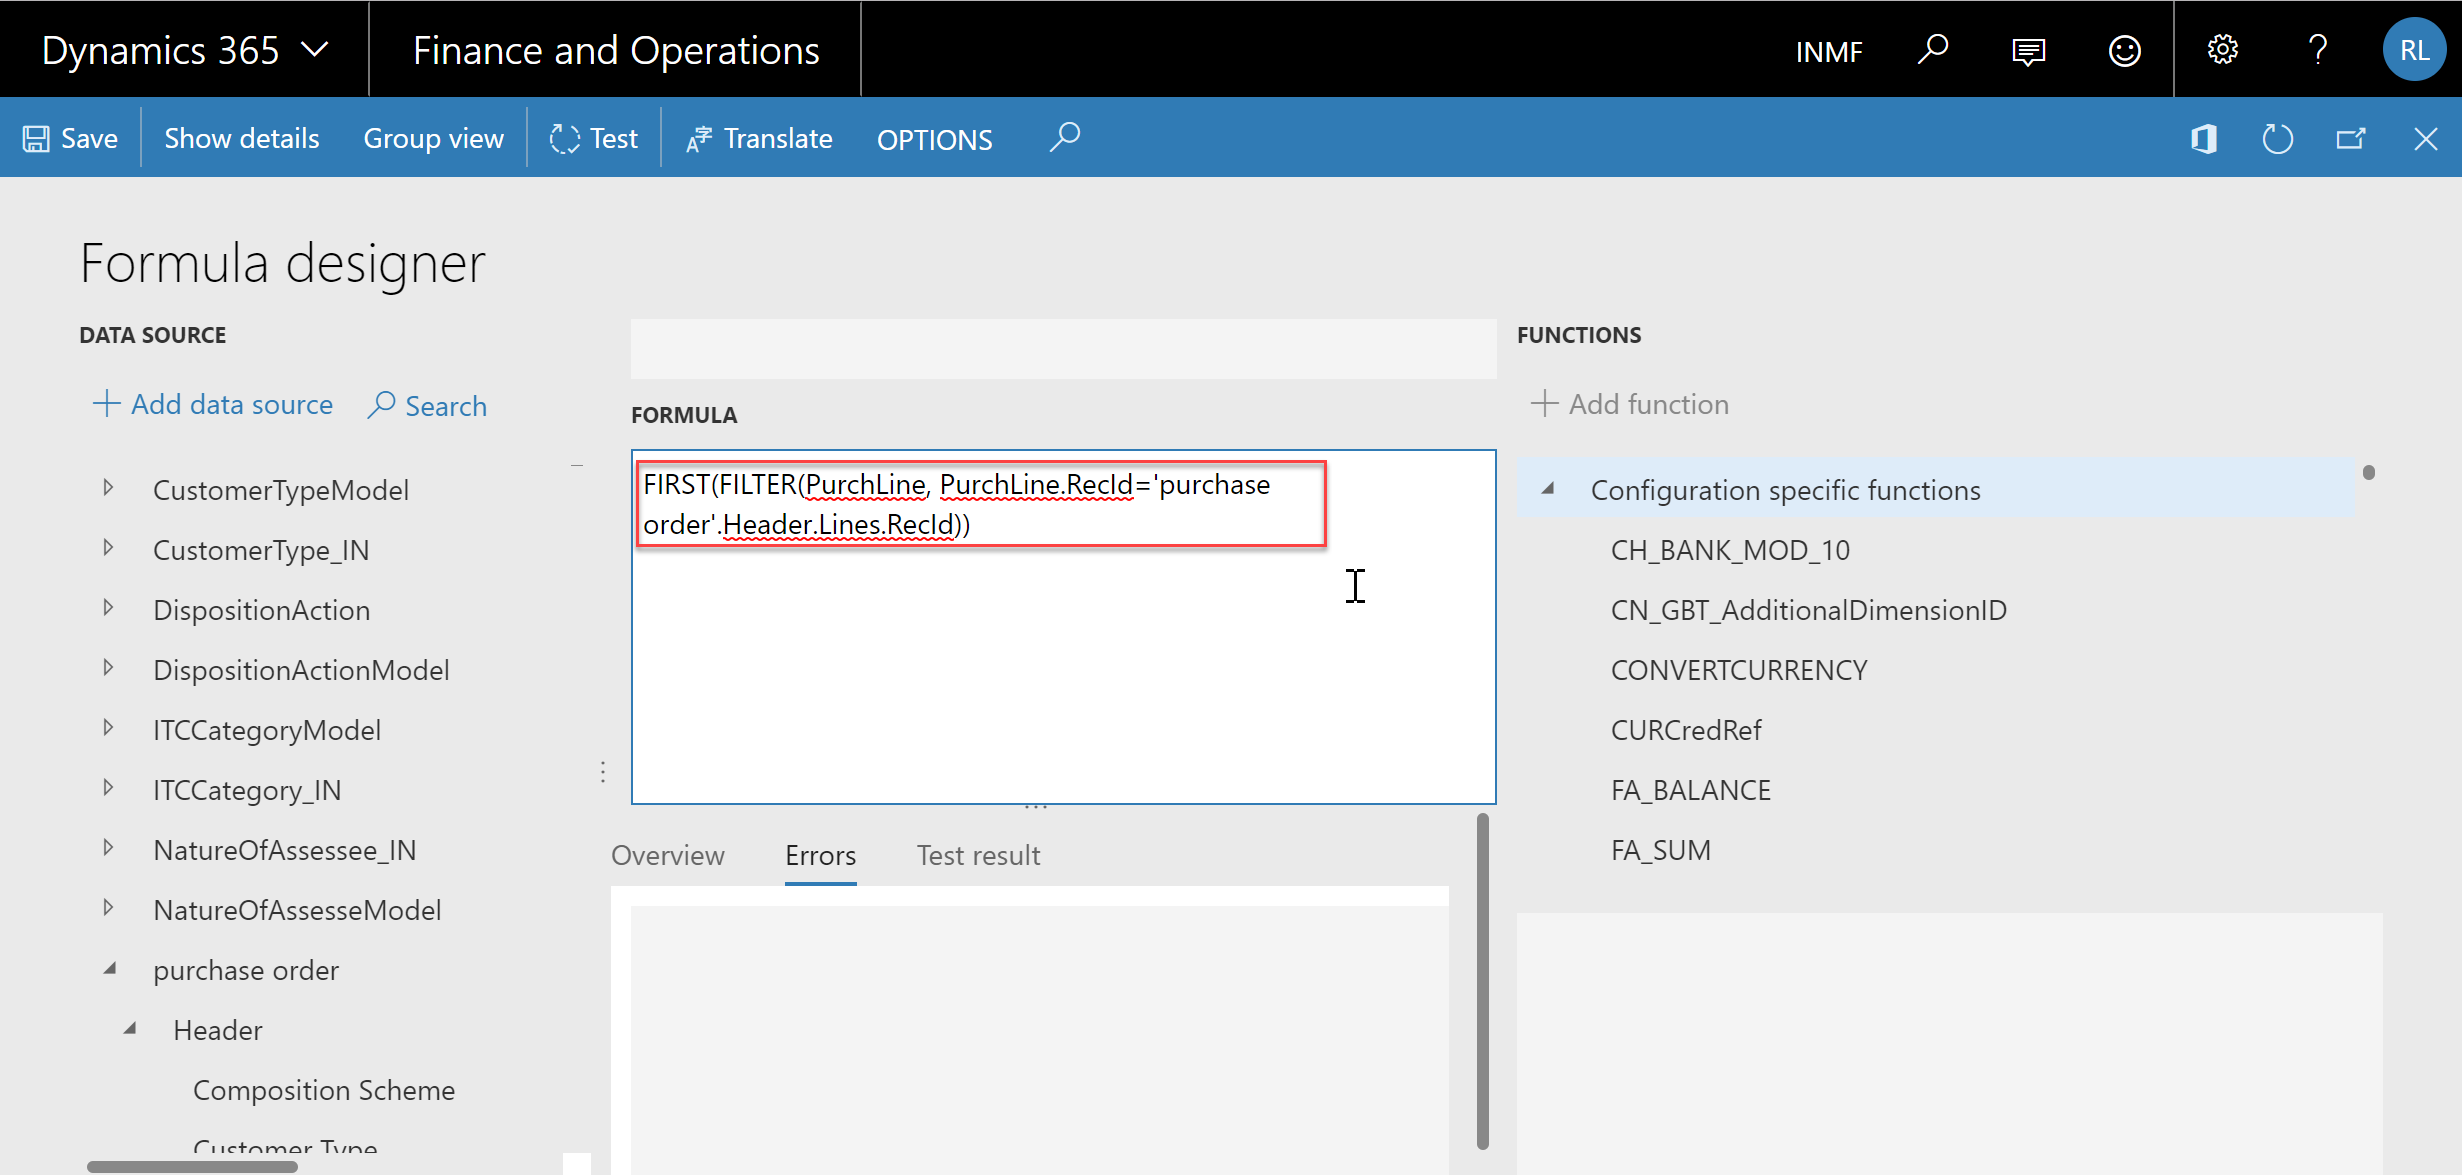 Dynamics 365
Finance and Operations
INMF
?
RL
Save
Show details
Group view
Test
Translate
OPTIONS
Formula designer
DATA SOURCE
Add data source
Search
CustomerTypeModel
CustomerType_IN
DispositionAction
DispositionActionModel
ITCCategoryModel
ITCCategory_IN
NatureOfAssessee_IN
NatureOfAssesseModel
purchase order
Header
Composition Scheme
Customer Type
FORMULA
FIRST(FILTER(PurchLine, PurchLine.RecId='purchase
order'.Header.Lines.RecId))
Overview
Errors
Test result
FUNCTIONS
Add function
Configuration specific functions
CH_BANK_MOD_10
CN_GBT_AdditionalDimensionID
CONVERTCURRENCY
CURCredRef
FA_BALANCE
FA_SUM